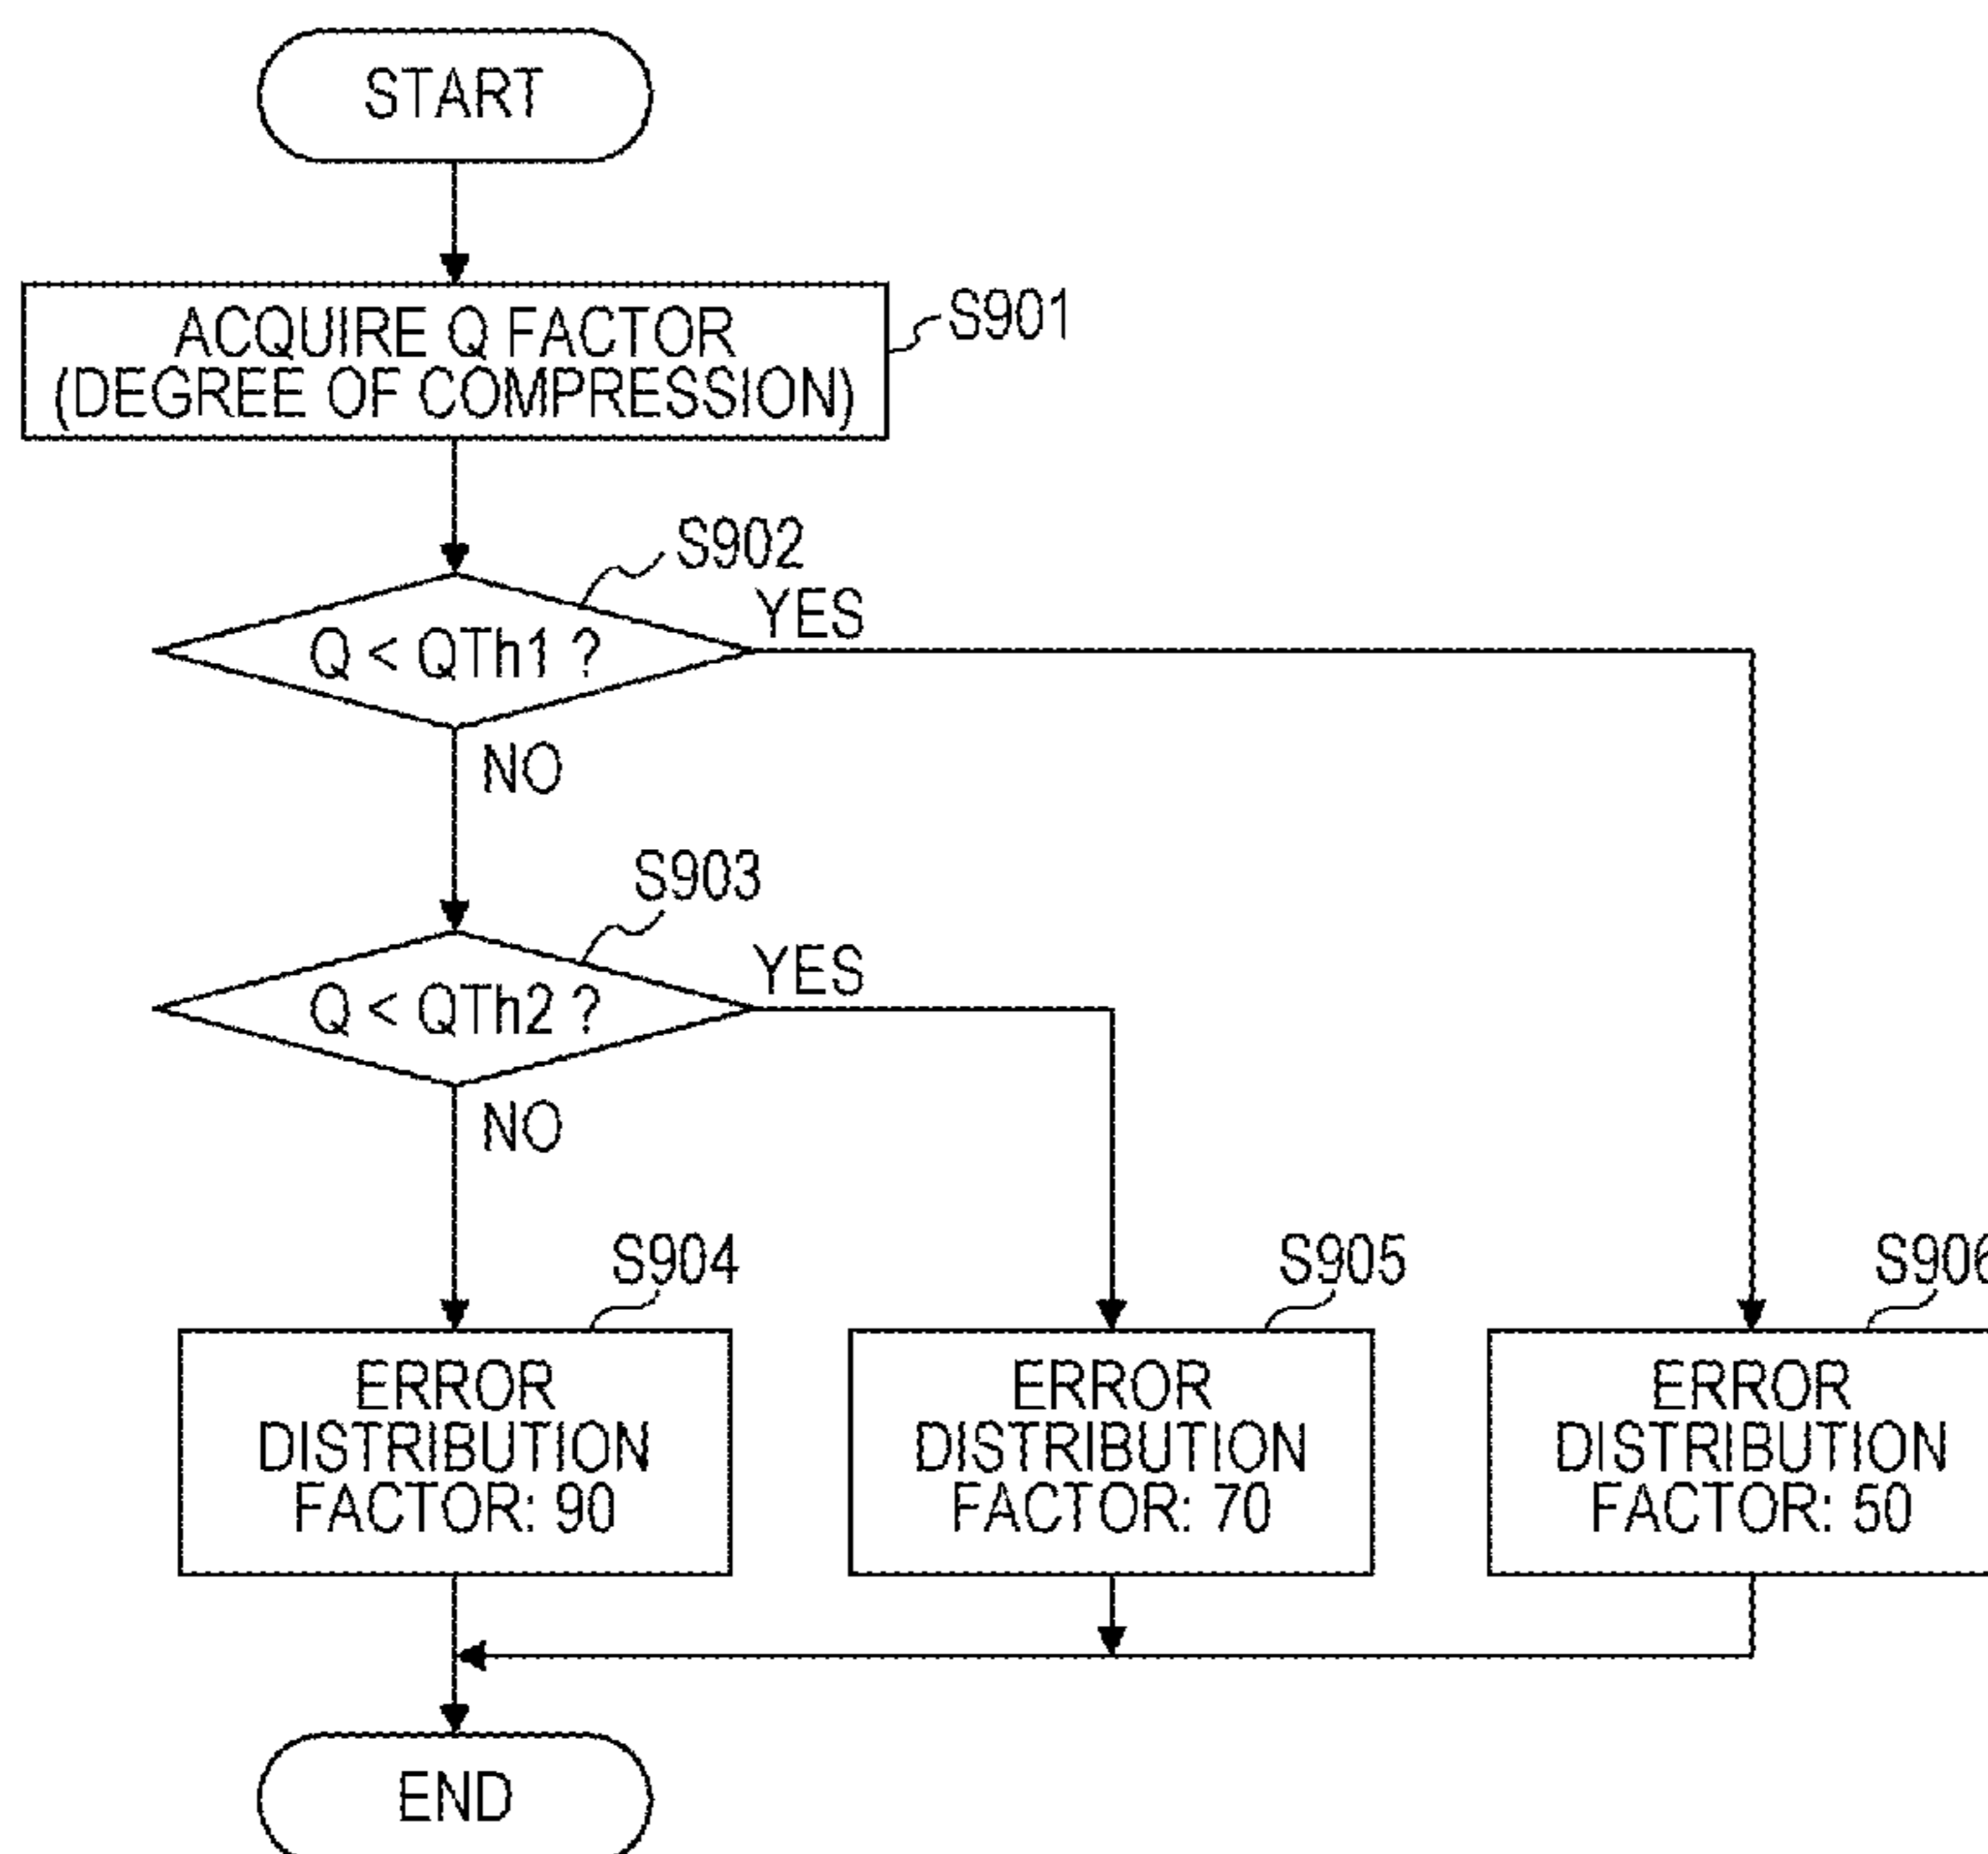 START
ACQUIRE Q FACTOR
(DEGREE OF COMPRESSION)
S901
S902
Q < QTh1 ?
YES
NO
S903
Q < QTh2 ?
YES
NO
S904
ERROR
DISTRIBUTION
FACTOR: 90
S905
ERROR
DISTRIBUTION
FACTOR: 70
S906
ERROR
DISTRIBUTION
FACTOR: 50
END